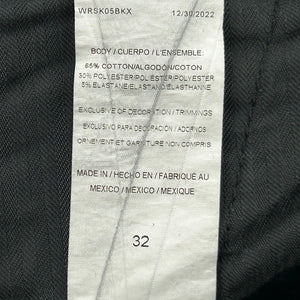 WRSK05BKX 12/30/2022
BODY / CUERPO / L'ENSEMBLE:
65% COTTON/ALGODÓN/COTON
30% POLYESTER/POLIÉSTER/POLYESTER
5% ELASTANE/ELASTANO/ELASTHANNE
EXCLUSIVE OF DECORATION / TRIMMINGS
EXCLUSIVO PARA DECORACIÓN / ADORNOS
ORNEMENT ET GARNITURE NON COMPRIS
MADE IN / HECHO EN / FABRIQUÉ AU
MEXICO / MÉXICO / MEXIQUE
32